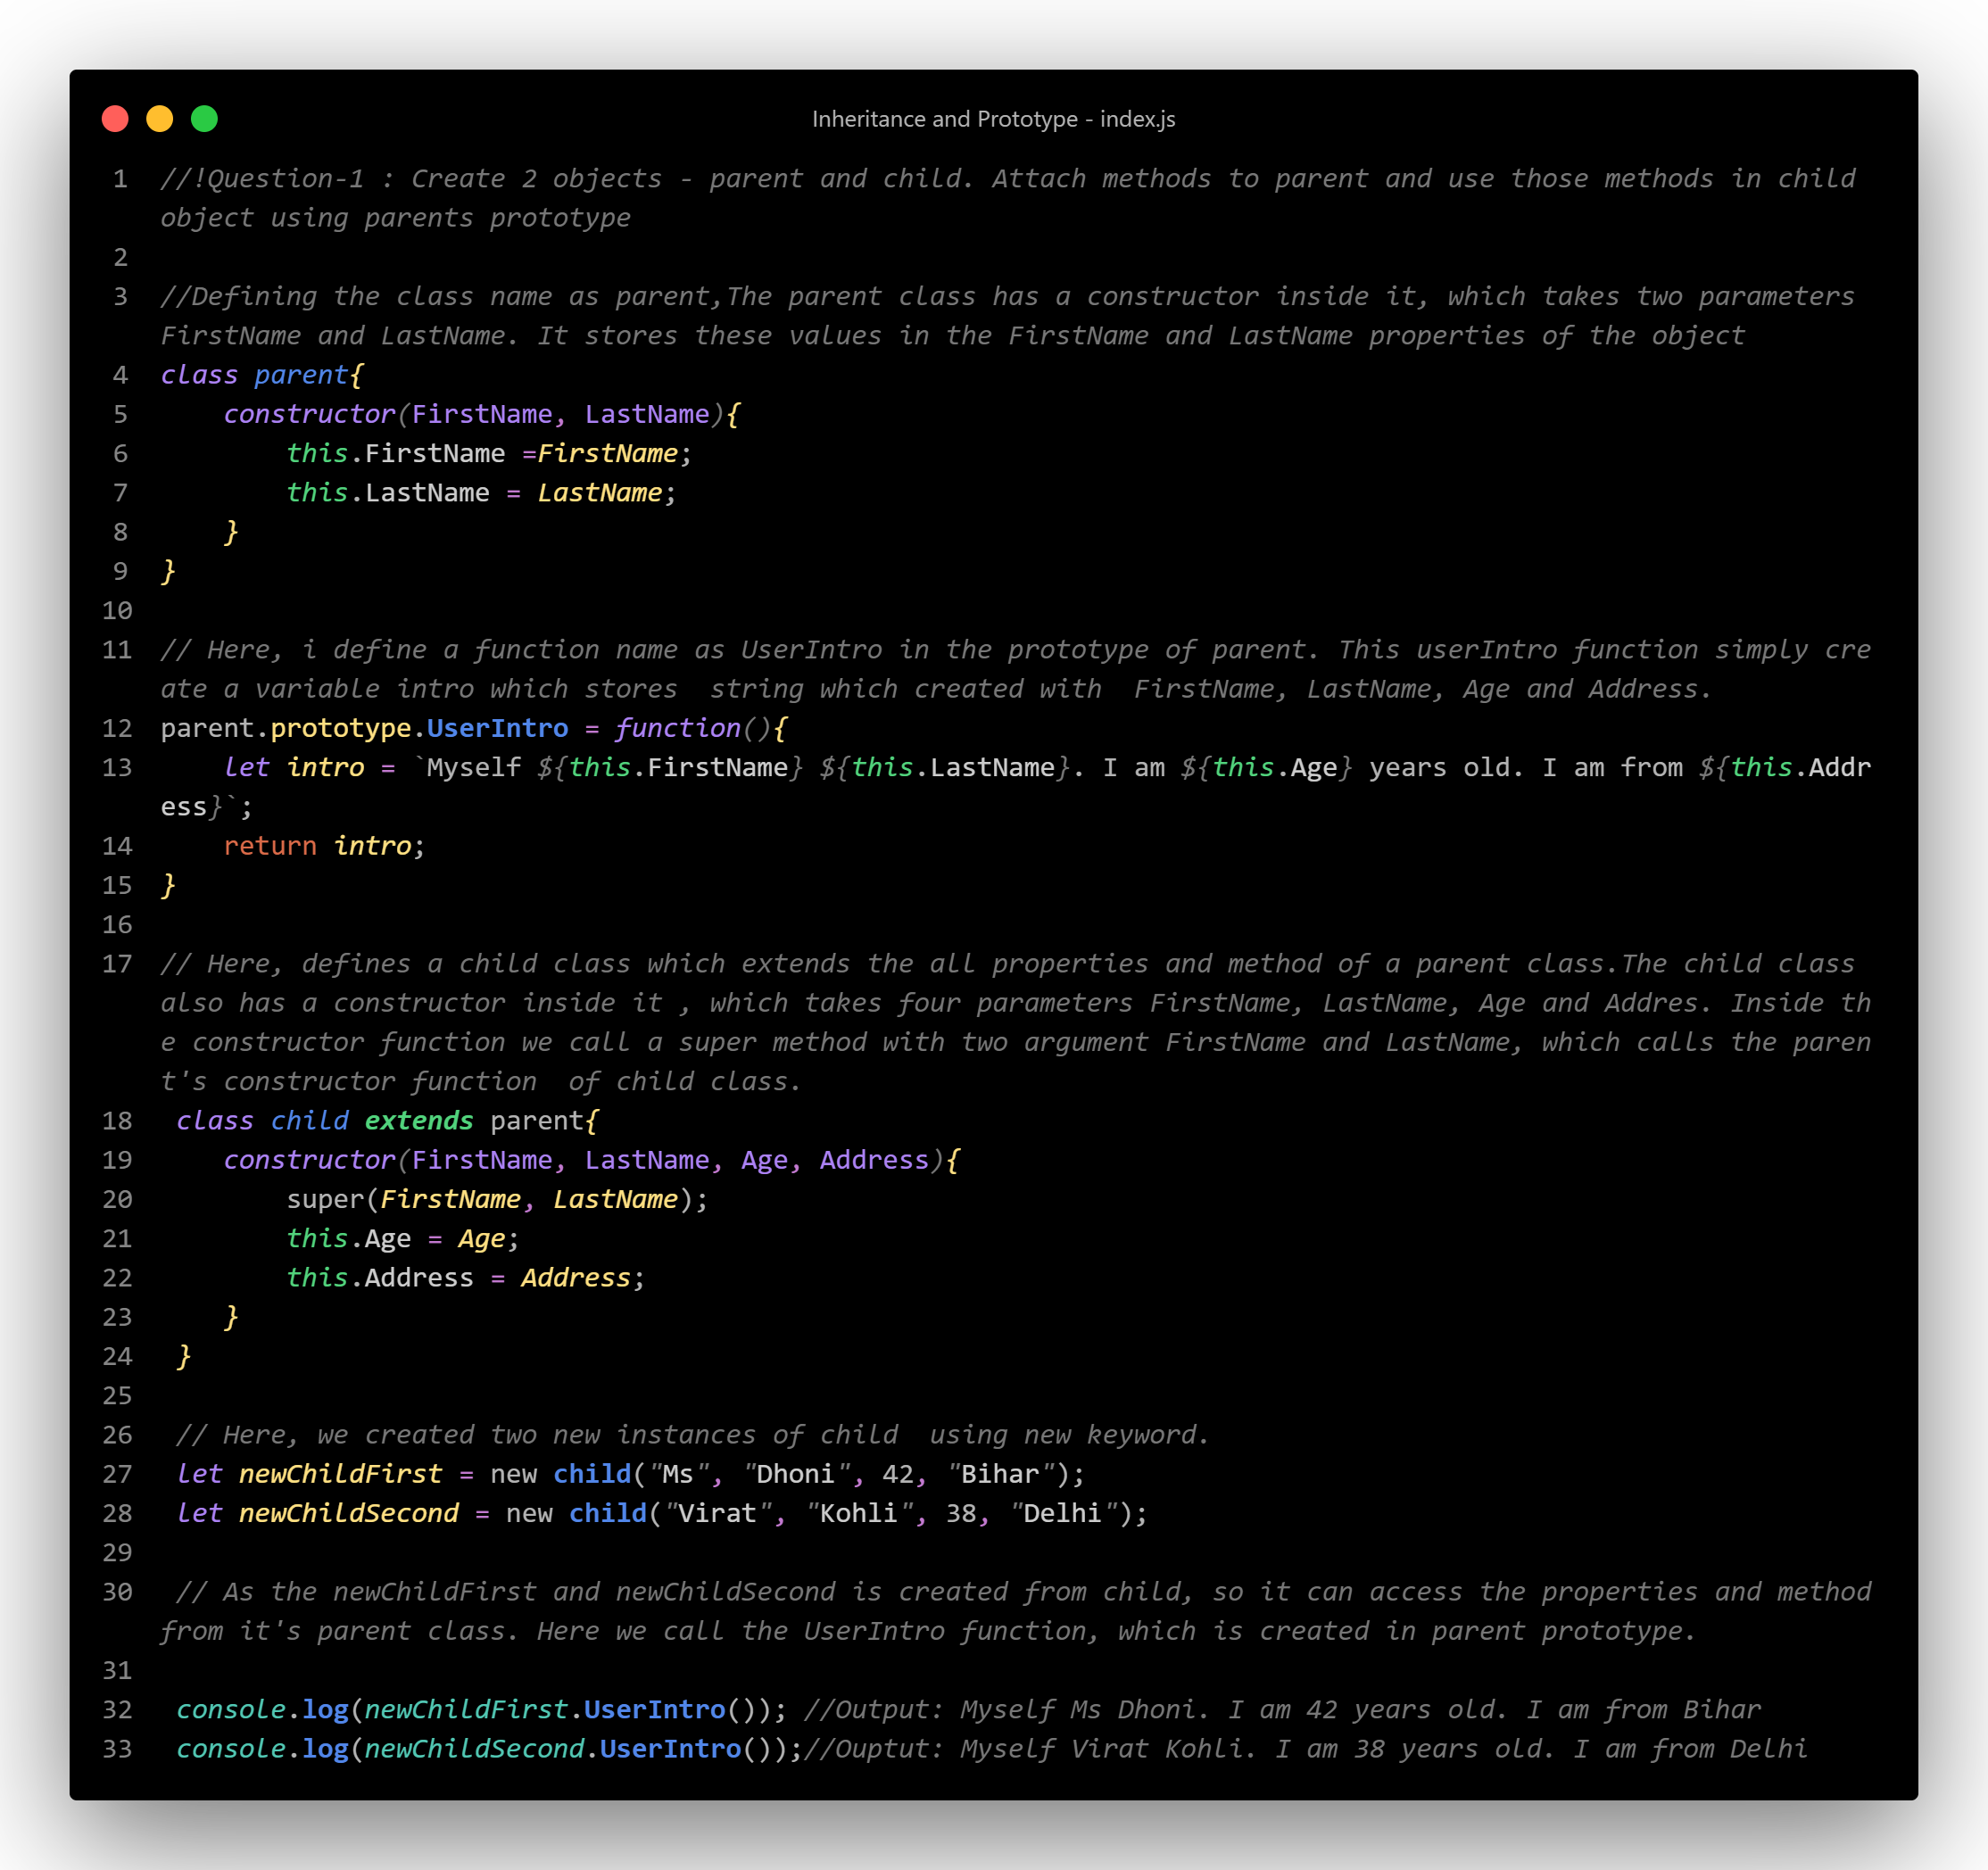 Inheritance and Prototype - index.js
1 //!Question-1 : Create 2 objects - parent and child. Attach methods to parent and use those methods in child
object using parents prototype
2
3 //Defining the class name as parent,The parent class has a constructor inside it, which takes two parameters
FirstName and LastName. It stores these values in the FirstName and LastName properties of the object
4 class parent{
5     constructor(FirstName, LastName){
6         this.FirstName =FirstName;
7         this.LastName = LastName;
8     }
9 }
10
11 // Here, i define a function name as UserIntro in the prototype of parent. This userIntro function simply cre
ate a variable intro which stores  string which created with  FirstName, LastName, Age and Address.
12 parent.prototype.UserIntro = function(){
13     let intro = `Myself ${this.FirstName} ${this.LastName}. I am ${this.Age} years old. I am from ${this.Addr
ess}`;
14     return intro;
15 }
16
17 // Here, defines a child class which extends the all properties and method of a parent class.The child class
also has a constructor inside it , which takes four parameters FirstName, LastName, Age and Addres. Inside th
e constructor function we call a super method with two argument FirstName and LastName, which calls the paren
t's constructor function  of child class.
18  class child extends parent{
19     constructor(FirstName, LastName, Age, Address){
20         super(FirstName, LastName);
21         this.Age = Age;
22         this.Address = Address;
23     }
24  }
25
26  // Here, we created two new instances of child  using new keyword.
27  let newChildFirst = new child("Ms", "Dhoni", 42, "Bihar");
28  let newChildSecond = new child("Virat", "Kohli", 38, "Delhi");
29
30  // As the newChildFirst and newChildSecond is created from child, so it can access the properties and method
from it's parent class. Here we call the UserIntro function, which is created in parent prototype.
31
32  console.log(newChildFirst.UserIntro()); //Output: Myself Ms Dhoni. I am 42 years old. I am from Bihar
33  console.log(newChildSecond.UserIntro());//Ouptut: Myself Virat Kohli. I am 38 years old. I am from Delhi